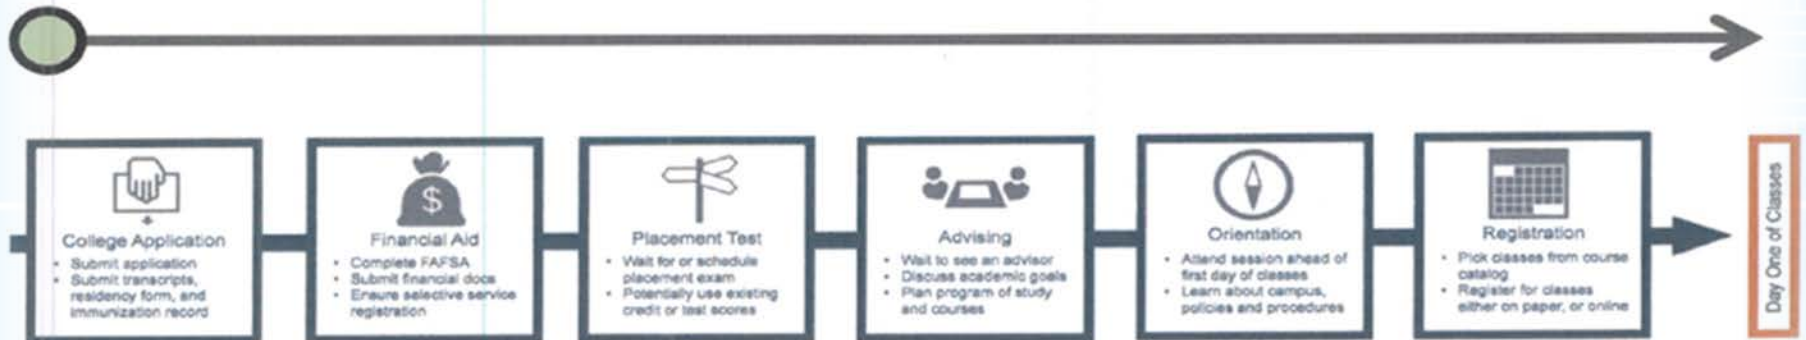 College Application
• Submit application
• Submit transcripts,
residency form, and
immunization record
Financial Aid
• Complete FAFSA
• Submit financial docs
• Ensure selective service
registration
Placement Test
• Wait for or schedule
placement exam
• Potentially use existing
credit or test scores
Advising
• Wait to see an advisor
• Discuss academic goals
• Plan program of study
and courses
Orientation
• Attend session ahead of
first day of classes
• Learn about campus,
policies and procedures
Registration
• Pick classes from course
catalog
• Register for classes
either on paper, or online
Day One of Classes